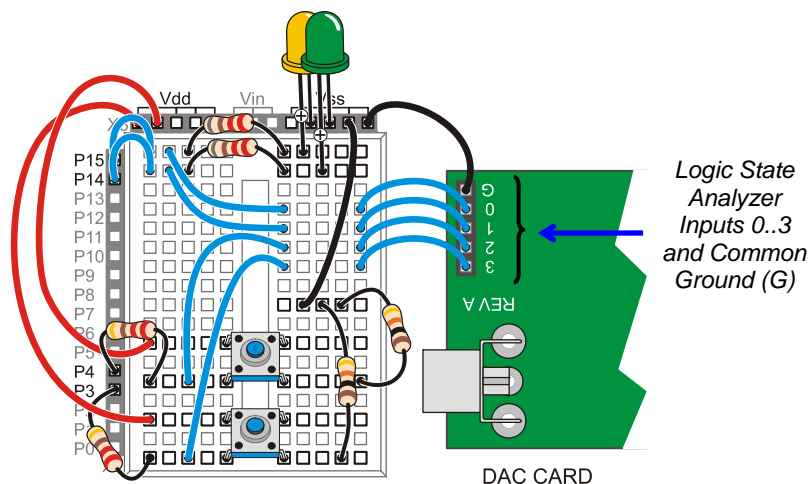 Vdd
Vin
Vss
X3
P15
P14
P13
P12
P11
P10
P9
P8
P7
P6
P5
P4
P3
P0
G
0
1
2
3
REV A
Logic State
Analyzer
Inputs 0..3
and Common
Ground (G)
DAC CARD